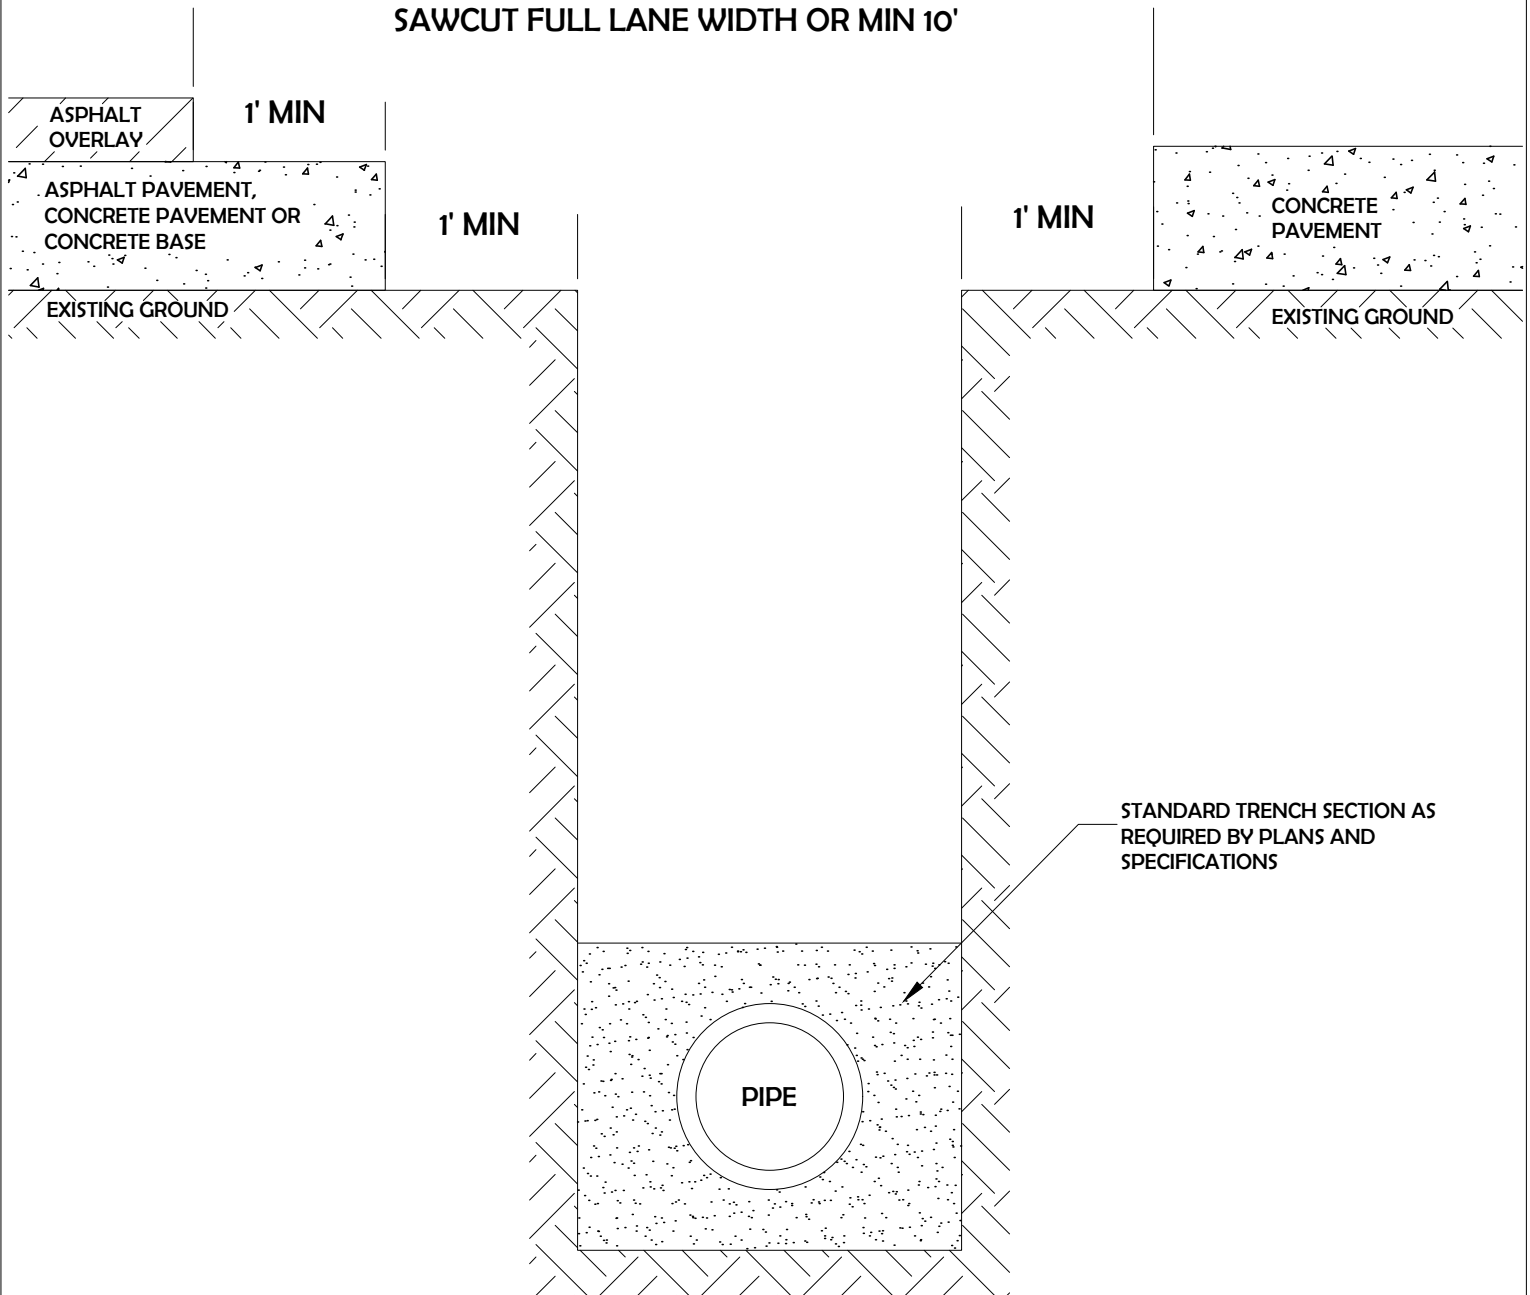 SAWCUT FULL LANE WIDTH OR MIN 10'
ASPHALT
OVERLAY
1' MIN
ASPHALT PAVEMENT,
CONCRETE PAVEMENT OR
CONCRETE BASE
1' MIN
1' MIN
CONCRETE
PAVEMENT
EXISTING GROUND
EXISTING GROUND
STANDARD TRENCH SECTION AS
REQUIRED BY PLANS AND
SPECIFICATIONS
PIPE